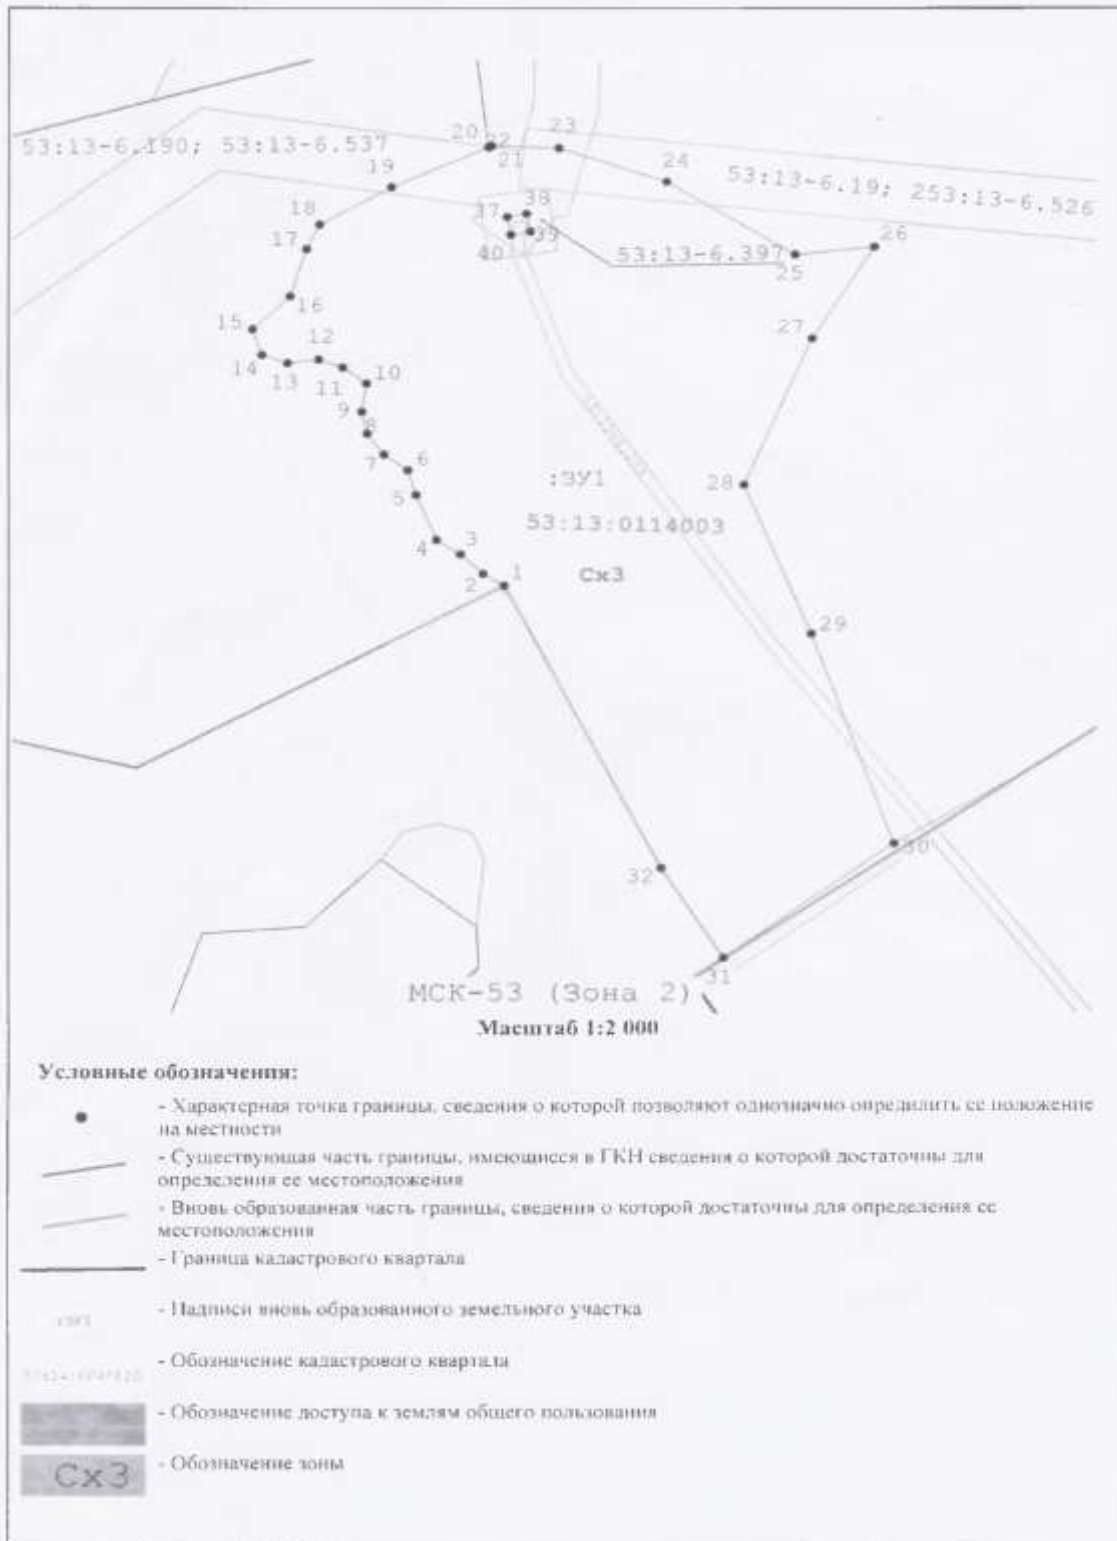 20 22 23
53:13-6.190; 53:13-6.537
21
19
24
53:13-6.19; 253:13-6.526
37 38
18
39
26
17
40
53:13-6.397
25
16
15
27
12
14
13
11
10
9
8
7
6
:ЗУ1
28
5
53:13:0114003
4
3
Сх3
2
1
29
30
32
31
МСК-53 (Зона 2)
Масштаб 1:2 000
Условные обозначения:
- Характерная точка границы, сведения о которой позволяют однозначно определить ее положение
на местности
- Существующая часть границы, имеющиеся в ГКН сведения о которой достаточны для
определения ее местоположения
- Вновь образованная часть границы, сведения о которой достаточны для определения ее
местоположения
- Граница кадастрового квартала
:ЗУ1 - Надписи вновь образованного земельного участка
- Обозначение кадастрового квартала
- Обозначение доступа к землям общего пользования
Сх3 - Обозначение зоны